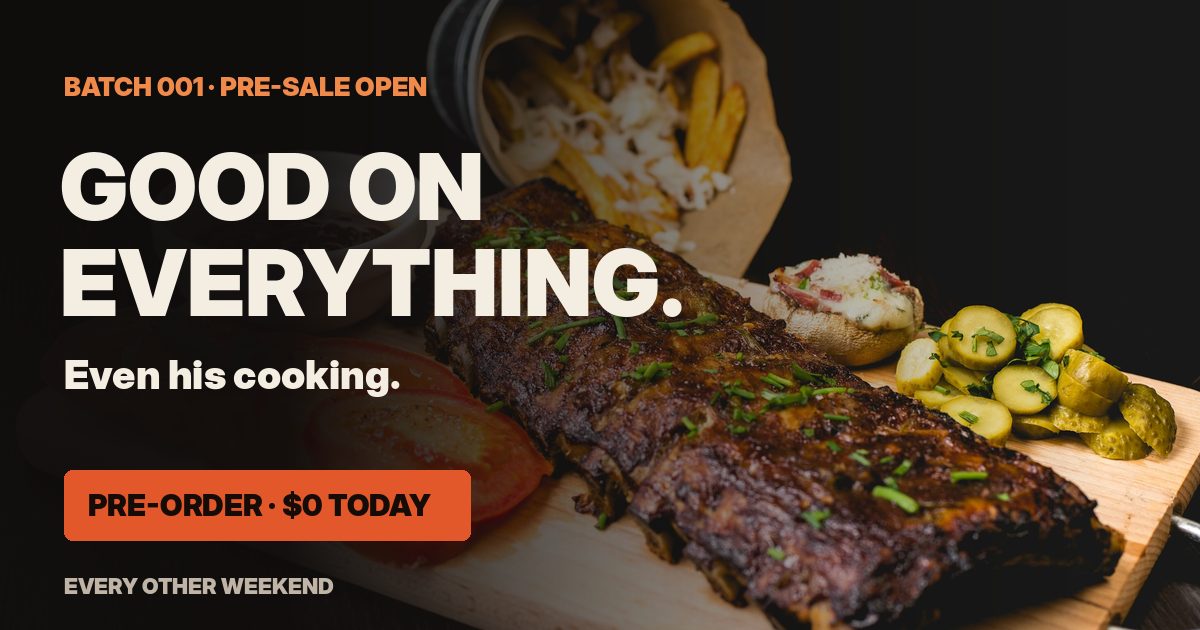 BATCH 001 · PRE-SALE OPEN
GOOD ON
EVERYTHING.
Even his cooking.
PRE-ORDER · $0 TODAY
EVERY OTHER WEEKEND